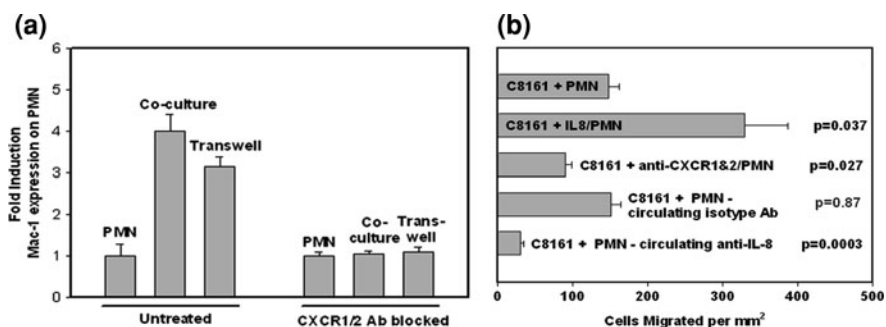 (a)
Fold Induction
Mac-1 expression on PMN
6
5
4
3
2
1
0
PMN
Co-culture
Transwell
PMN
Co-
culture
Trans-
well
Untreated
CXCR1/2 Ab blocked
(b)
C8161 + PMN
C8161 + IL8/PMN
p=0.037
C8161 + anti-CXCR1&2/PMN
p=0.027
C8161 + PMN -
circulating isotype Ab
p=0.87
C8161 + PMN - circulating anti-IL-8
p=0.0003
0
100
200
300
400
500
Cells Migrated per mm²